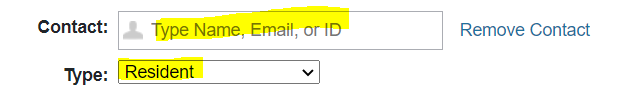 Contact: Type Name, Email, or ID Remove Contact
Type: Resident